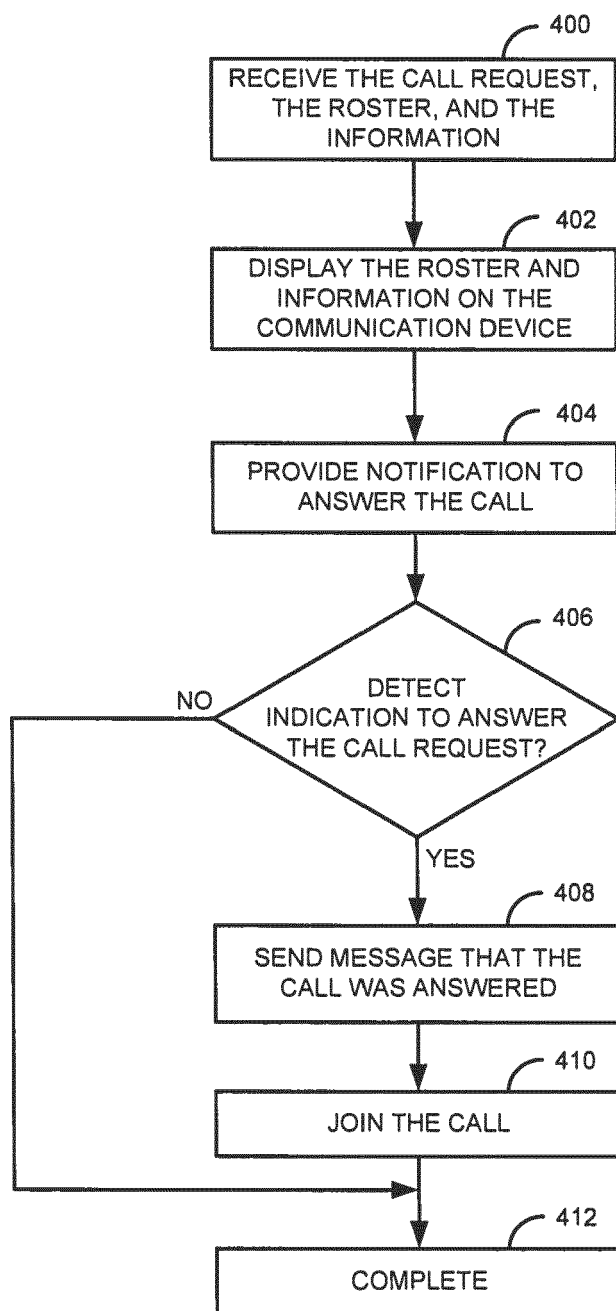 400
RECEIVE THE CALL REQUEST,
THE ROSTER, AND THE
INFORMATION
402
DISPLAY THE ROSTER AND
INFORMATION ON THE
COMMUNICATION DEVICE
404
PROVIDE NOTIFICATION TO
ANSWER THE CALL
406
DETECT
INDICATION TO ANSWER
THE CALL REQUEST?
NO
YES
408
SEND MESSAGE THAT THE
CALL WAS ANSWERED
410
JOIN THE CALL
412
COMPLETE